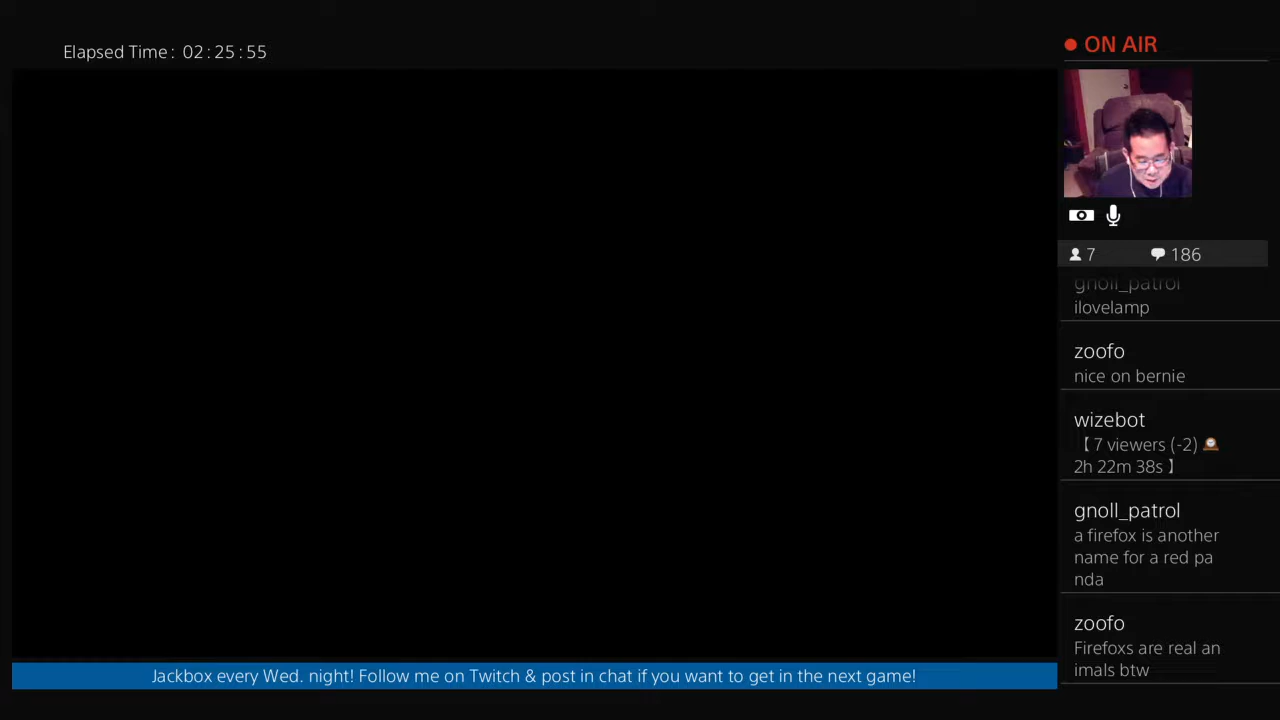 Elapsed Time: 02:25:55
ON AIR
7 186
gnoll_patrol
ilovelamp
zoofo
nice on bernie
wizebot
【7 viewers (-2) 🕰
2h 22m 38s】
gnoll_patrol
a firefox is another
name for a red pa
nda
zoofo
Firefoxs are real an
imals btw
Jackbox every Wed. night! Follow me on Twitch & post in chat if you want to get in the next game!